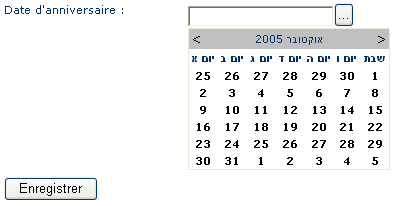 Date d'anniversaire :
...
< אוקטובר 2005 >
יום א יום ב יום ג יום ד יום ה יום ו שבת
25 26 27 28 29 30 1
2 3 4 5 6 7 8
9 10 11 12 13 14 15
16 17 18 19 20 21 22
23 24 25 26 27 28 29
30 31 1 2 3 4 5
Enregistrer